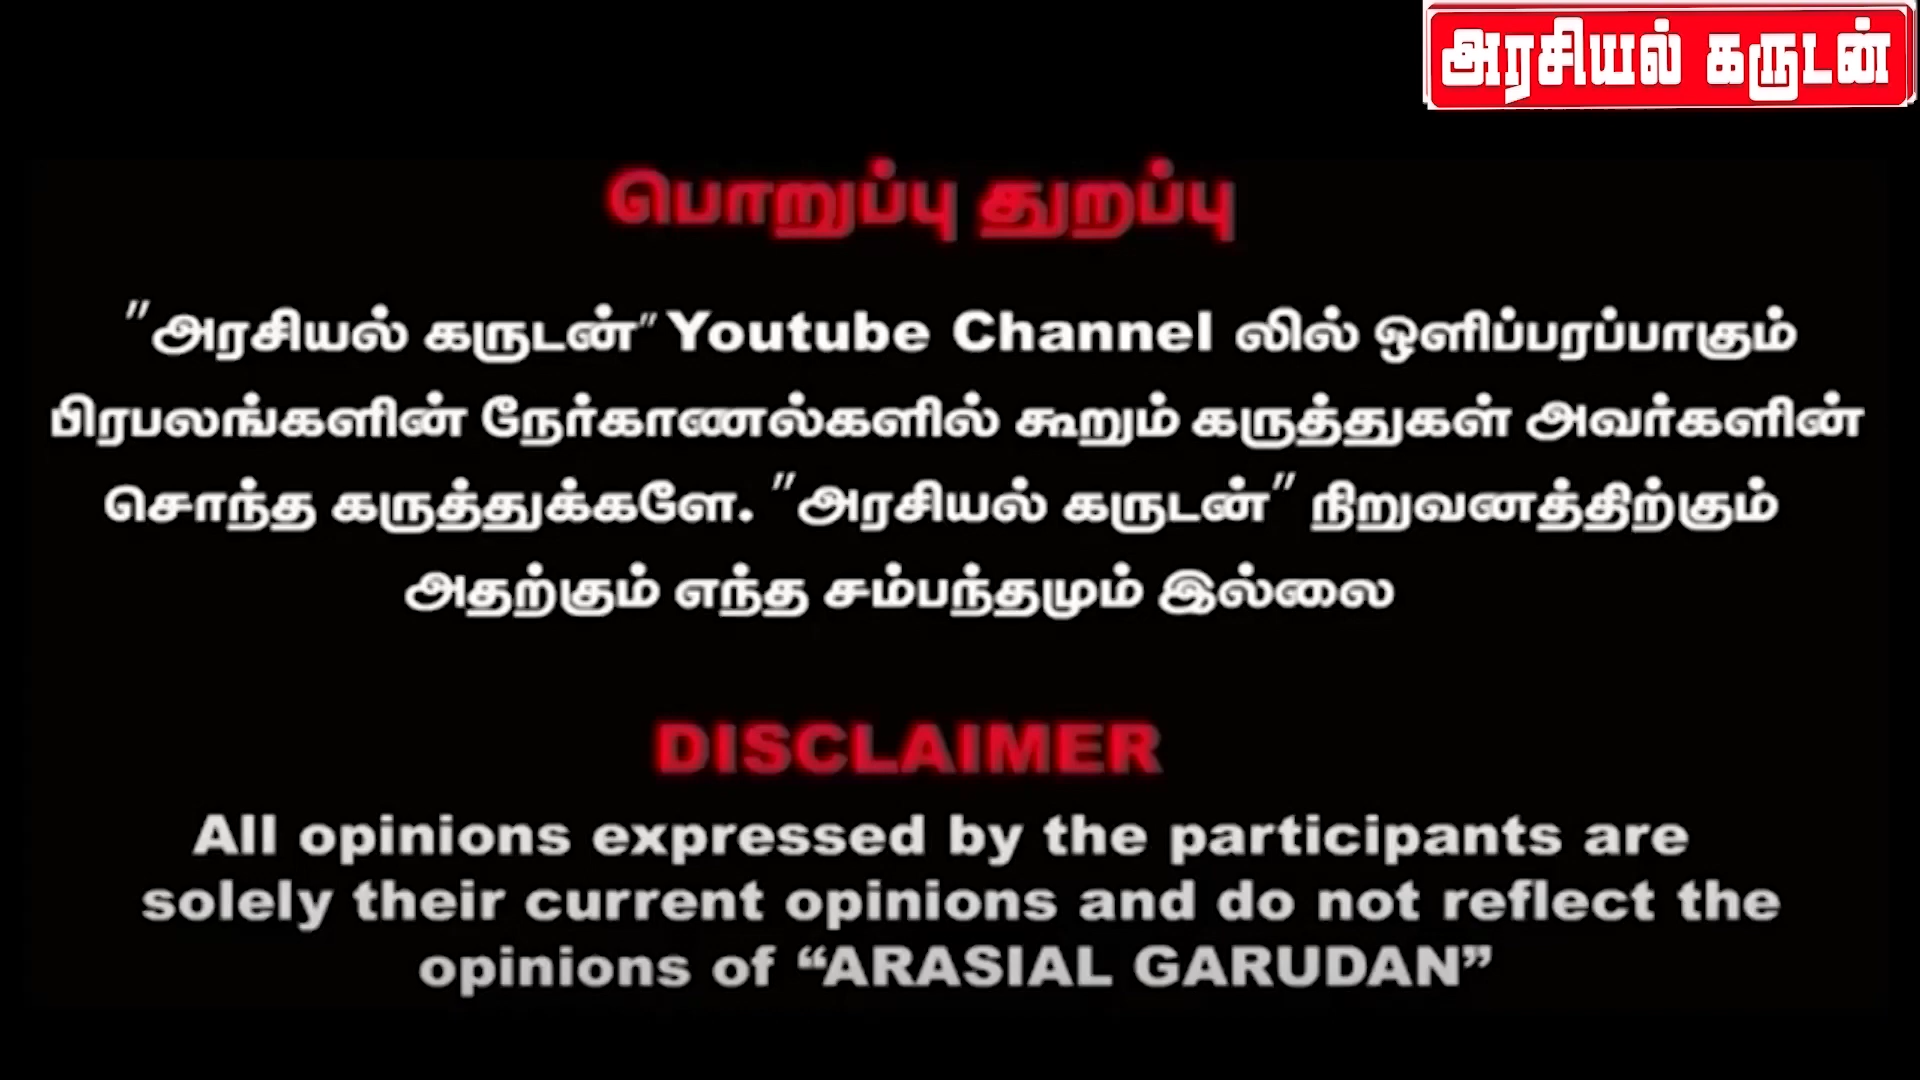 அரசியல் கருடன்
பொறுப்பு துறப்பு
"அரசியல் கருடன்" Youtube Channel லில் ஒளிப்பரப்பாகும்
பிரபலங்களின் நேர்காணல்களில் கூறும் கருத்துகள் அவர்களின்
சொந்த கருத்துக்களே. "அரசியல் கருடன்" நிறுவனத்திற்கும்
அதற்கும் எந்த சம்பந்தமும் இல்லை
DISCLAIMER
All opinions expressed by the participants are
solely their current opinions and do not reflect the
opinions of “ARASIAL GARUDAN”